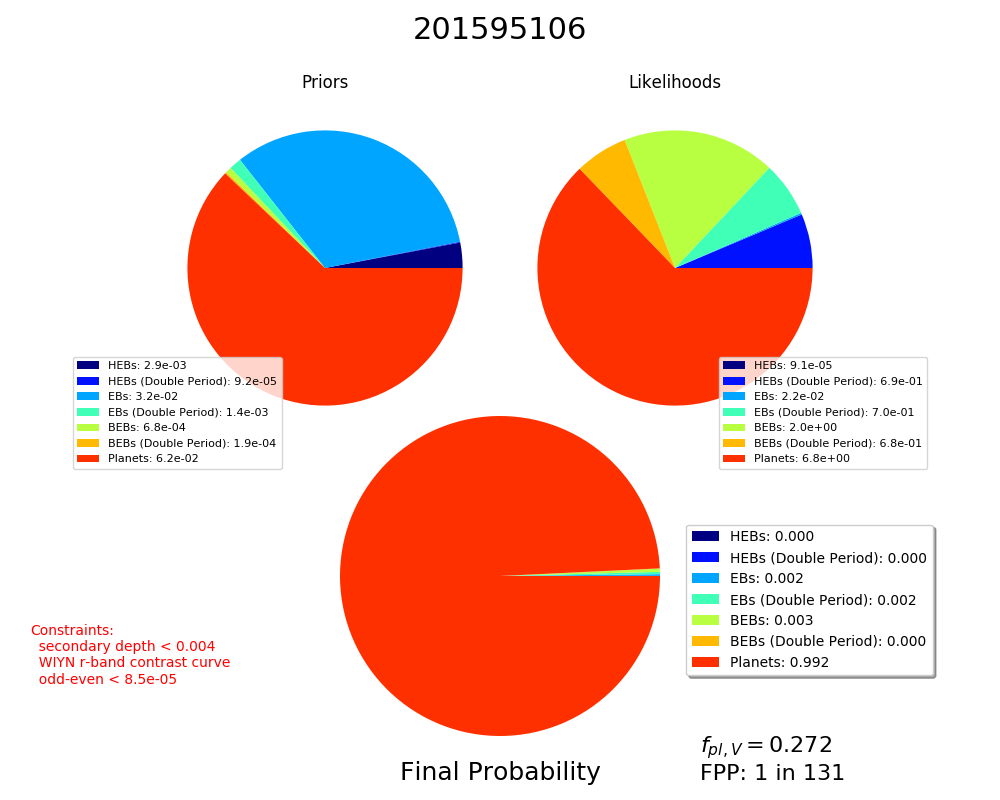 201595106
Priors
Likelihoods
HEBs: 2.9e-03
HEBs (Double Period): 9.2e-05
EBs: 3.2e-02
EBs (Double Period): 1.4e-03
BEBs: 6.8e-04
BEBs (Double Period): 1.9e-04
Planets: 6.2e-02
HEBs: 9.1e-05
HEBs (Double Period): 6.9e-01
EBs: 2.2e-02
EBs (Double Period): 7.0e-01
BEBs: 2.0e+00
BEBs (Double Period): 6.8e-01
Planets: 6.8e+00
HEBs: 0.000
HEBs (Double Period): 0.000
EBs: 0.002
EBs (Double Period): 0.002
BEBs: 0.003
BEBs (Double Period): 0.000
Planets: 0.992
Constraints:
secondary depth < 0.004
WIYN r-band contrast curve
odd-even < 8.5e-05
Final Probability
f_{pl, V} = 0.272
FPP: 1 in 131